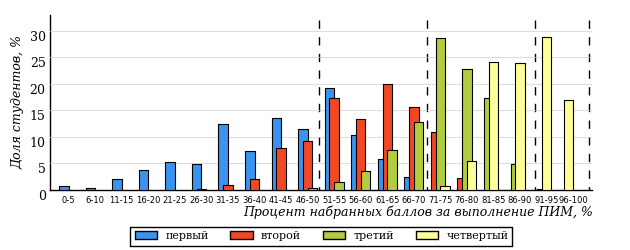 Доля студентов, %
30
25
20
15
10
5
0
0-5 6-10 11-15 16-20 21-25 26-30 31-35 36-40 41-45 46-50 51-55 56-60 61-65 66-70 71-75 76-80 81-85 86-90 91-95 96-100
Процент набранных баллов за выполнение ПИМ, %
первый второй третий четвертый